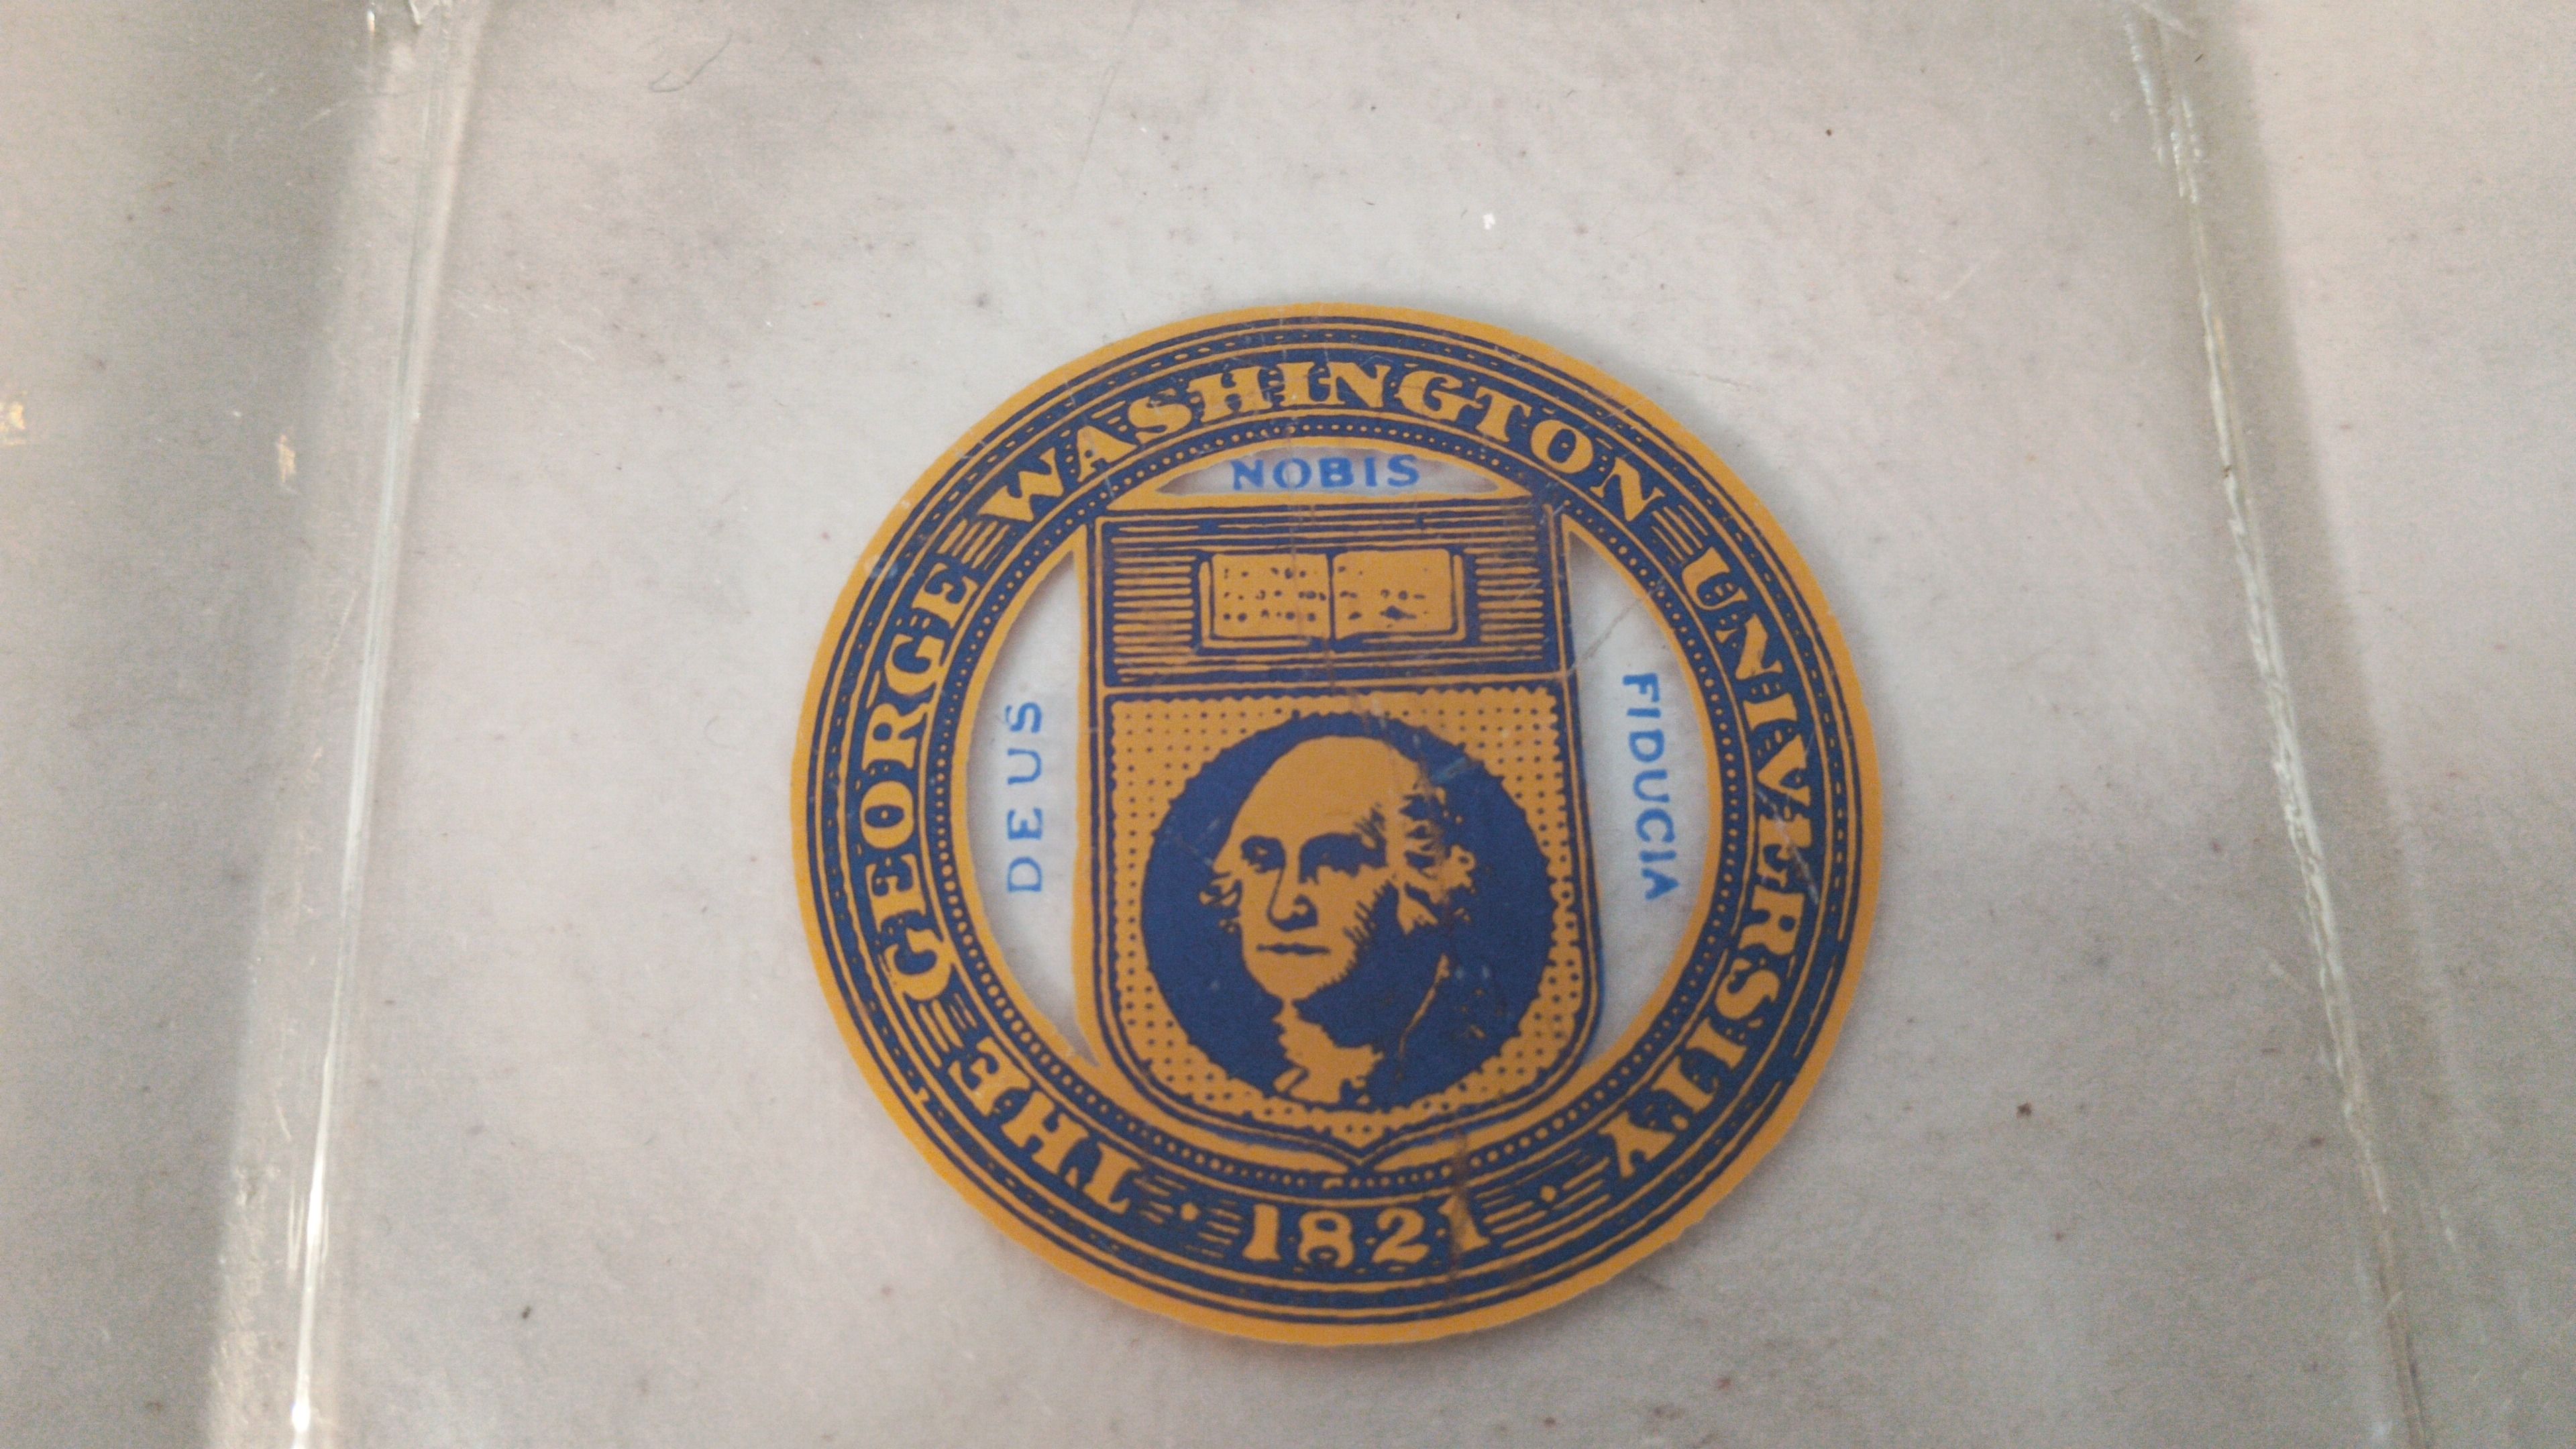 THE GEORGE WASHINGTON UNIVERSITY
· 1821 ·
DEUS
NOBIS
FIDUCIA